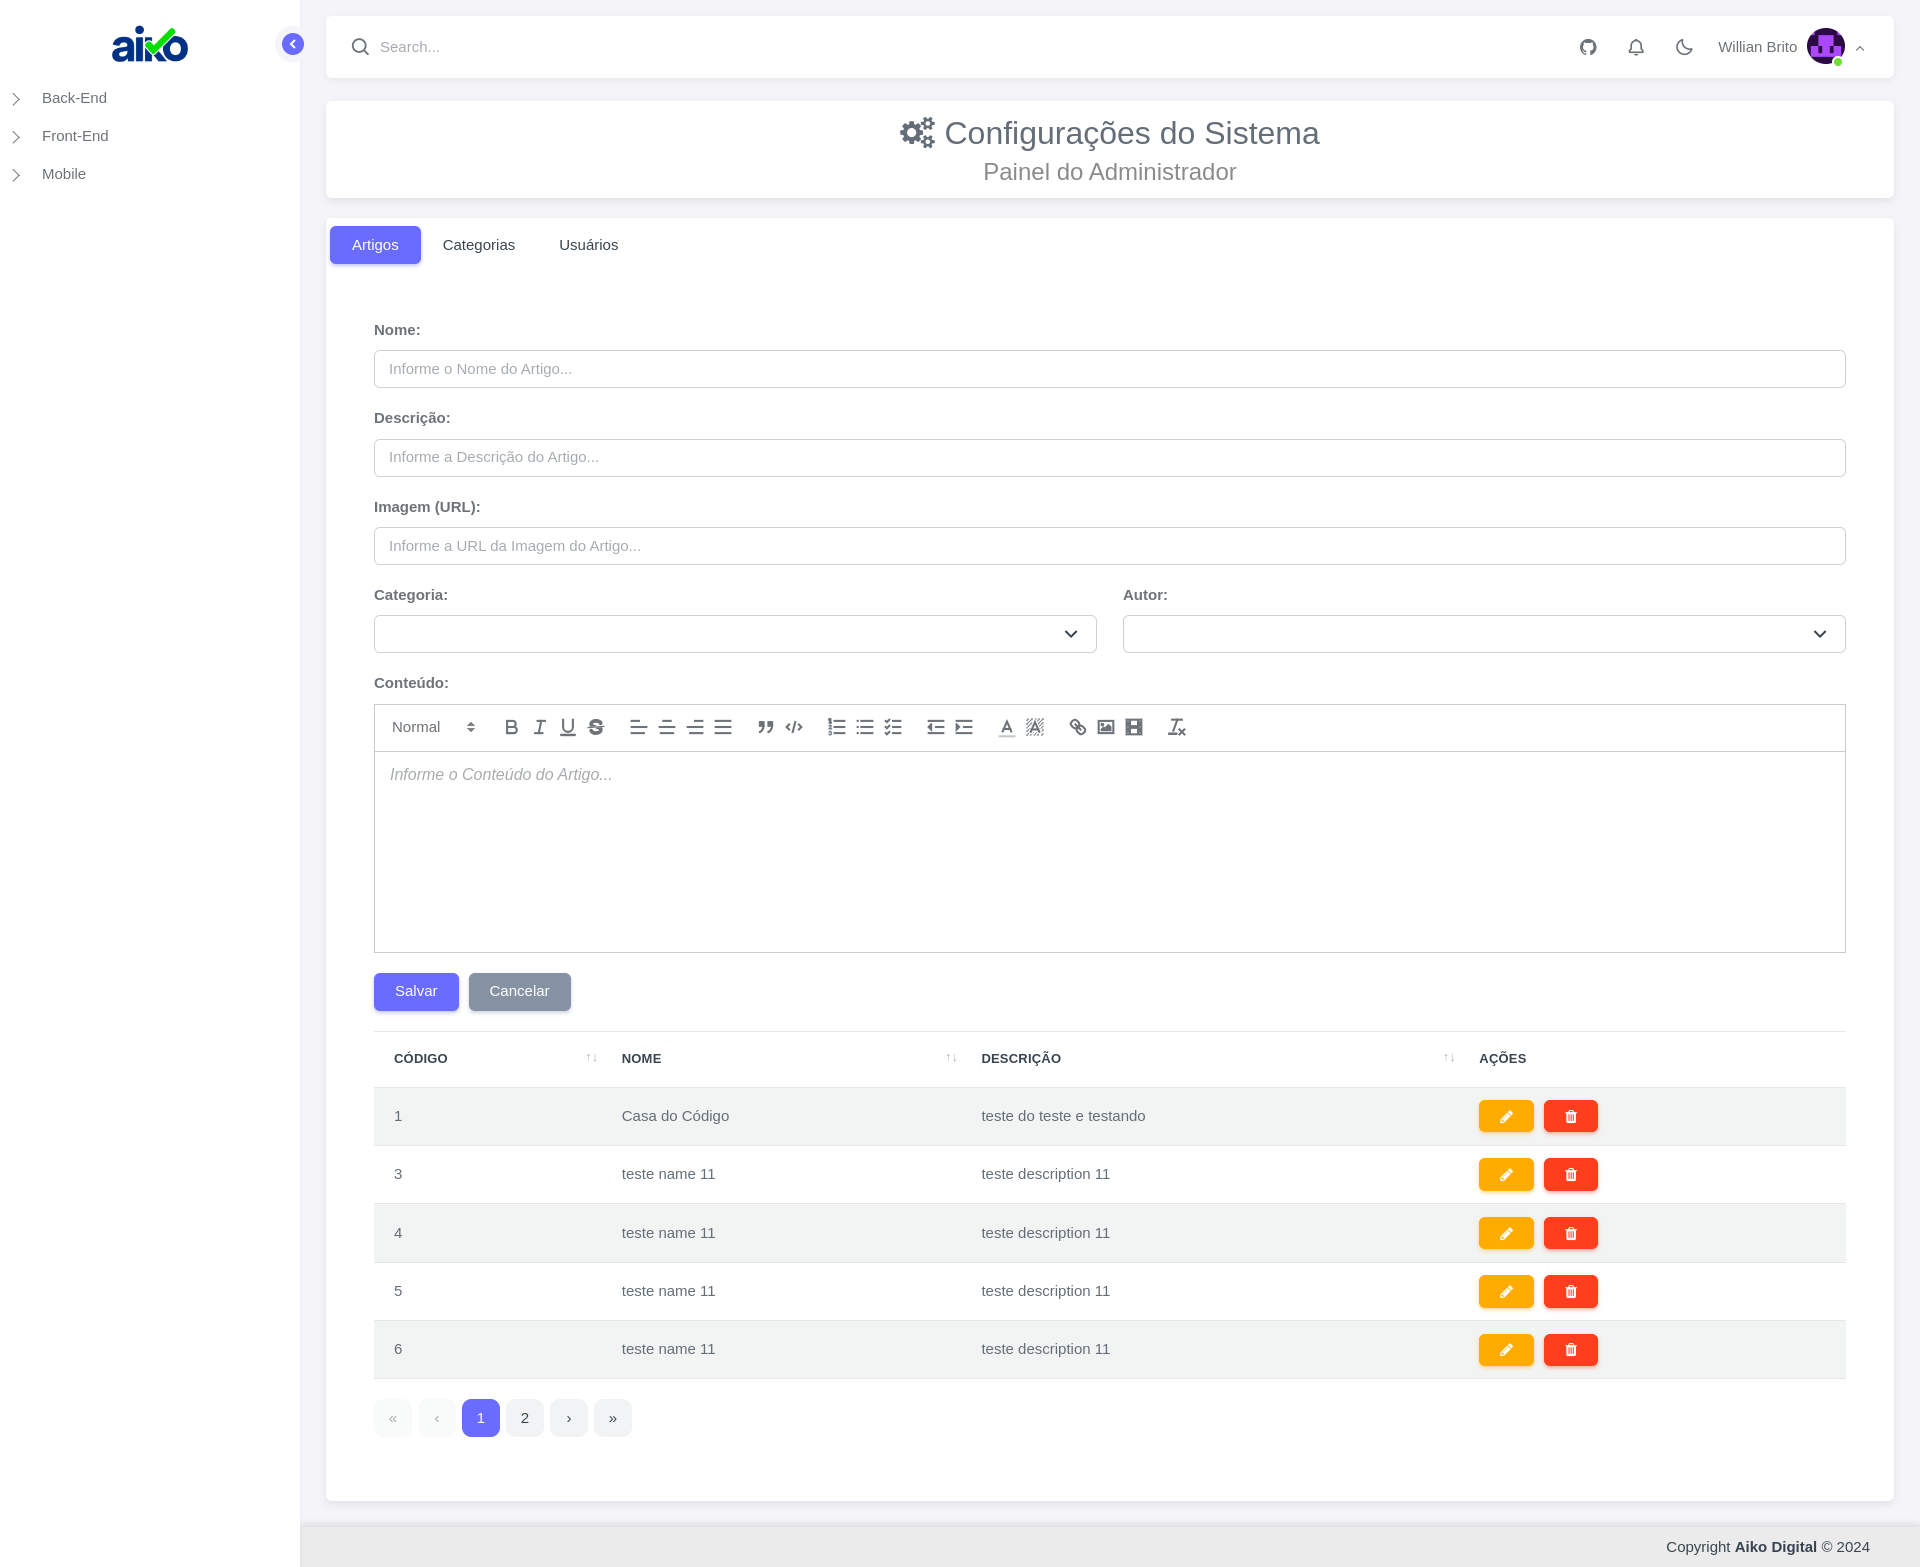 aiko
Back-End
Front-End
Mobile
Search...
Willian Brito
Configurações do Sistema
Painel do Administrador
Artigos Categorias Usuários
Nome:
Informe o Nome do Artigo...
Descrição:
Informe a Descrição do Artigo...
Imagem (URL):
Informe a URL da Imagem do Artigo...
Categoria: Autor:
Conteúdo:
Normal
Informe o Conteúdo do Artigo...
Salvar Cancelar
CÓDIGO ↑↓ NOME ↑↓ DESCRIÇÃO ↑↓ AÇÕES
1 Casa do Código teste do teste e testando
3 teste name 11 teste description 11
4 teste name 11 teste description 11
5 teste name 11 teste description 11
6 teste name 11 teste description 11
« ‹ 1 2 › »
Copyright Aiko Digital © 2024